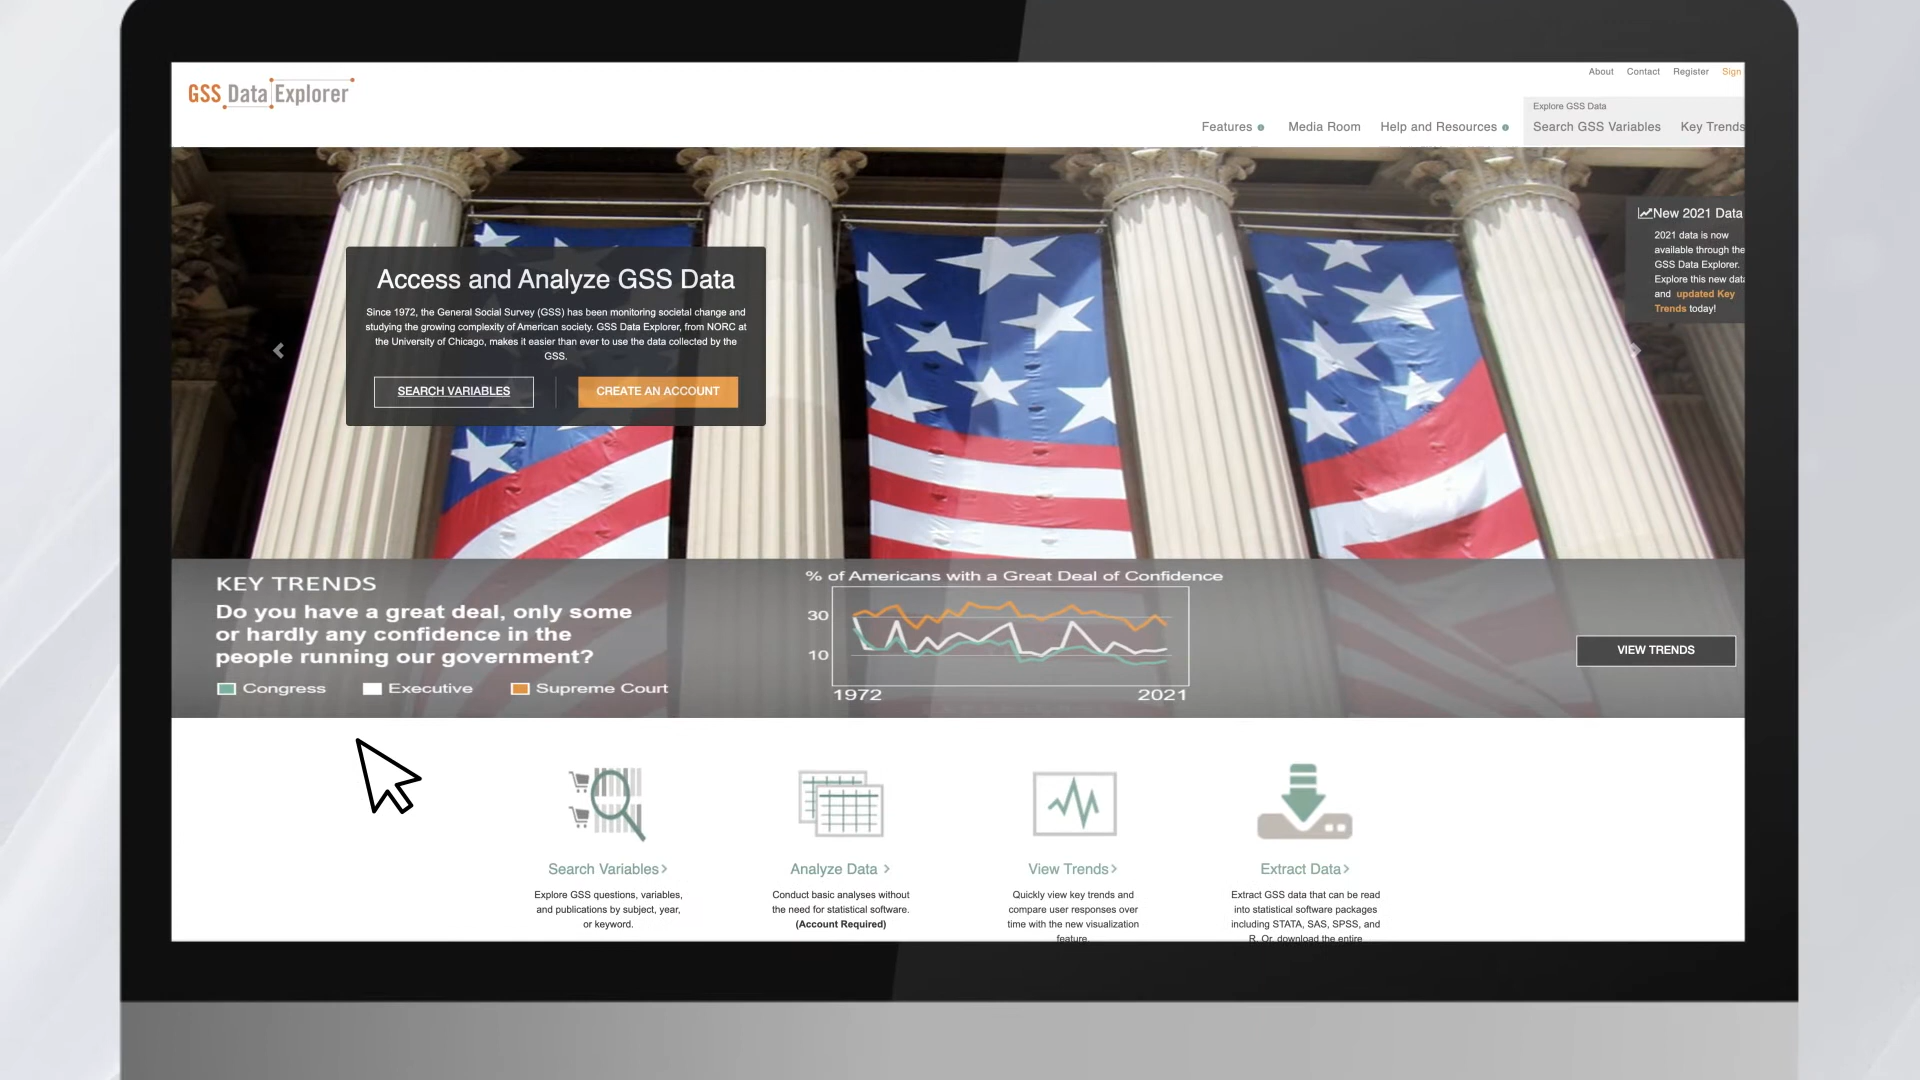 GSS Data Explorer
About Contact Register Sign
Explore GSS Data
Features Media Room Help and Resources Search GSS Variables Key Trends
Access and Analyze GSS Data
Since 1972, the General Social Survey (GSS) has been monitoring societal change and
studying the growing complexity of American society. GSS Data Explorer, from NORC at
the University of Chicago, makes it easier than ever to use the data collected by the
GSS.
SEARCH VARIABLES
CREATE AN ACCOUNT
New 2021 Data
2021 data is now
available through the
GSS Data Explorer.
Explore this new data
and updated Key
Trends today!
KEY TRENDS
Do you have a great deal, only some
or hardly any confidence in the
people running our government?
Congress Executive Supreme Court
% of Americans with a Great Deal of Confidence
30
10
1972 2021
VIEW TRENDS
Search Variables
Explore GSS questions, variables,
and publications by subject, year,
or keyword.
Analyze Data
Conduct basic analyses without
the need for statistical software.
(Account Required)
View Trends
Quickly view key trends and
compare user responses over
time with the new visualization
feature.
Extract Data
Extract GSS data that can be read
into statistical software packages
including STATA, SAS, SPSS, and
R. Or, download the entire